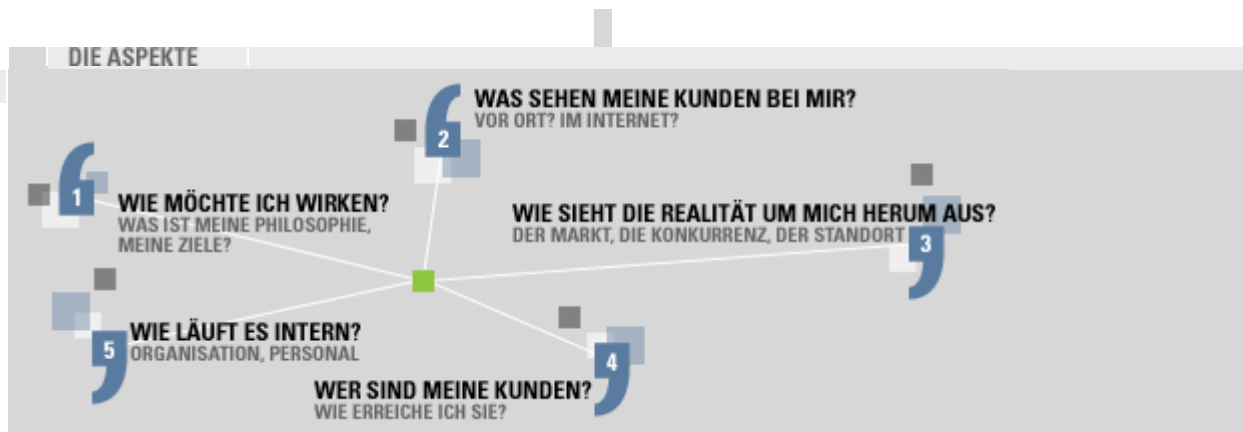 DIE ASPEKTE
1
WIE MÖCHTE ICH WIRKEN?
WAS IST MEINE PHILOSOPHIE,
MEINE ZIELE?
2
WAS SEHEN MEINE KUNDEN BEI MIR?
VOR ORT? IM INTERNET?
WIE SIEHT DIE REALITÄT UM MICH HERUM AUS?
DER MARKT, DIE KONKURRENZ, DER STANDORT
3
WER SIND MEINE KUNDEN?
WIE ERREICHE ICH SIE?
4
5
WIE LÄUFT ES INTERN?
ORGANISATION, PERSONAL